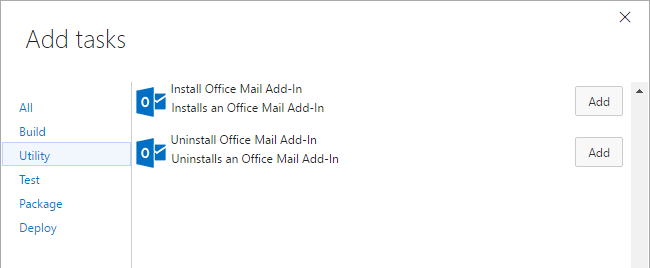 Add tasks
All
Build
Utility
Test
Package
Deploy
Install Office Mail Add-In
Installs an Office Mail Add-In
Add
Uninstall Office Mail Add-In
Uninstalls an Office Mail Add-In
Add